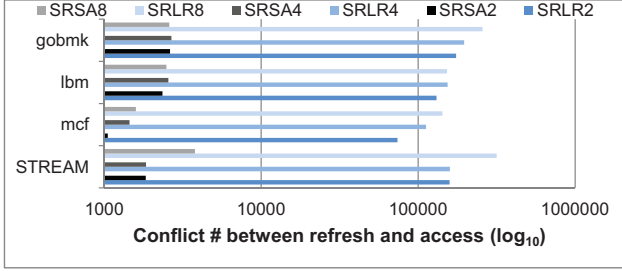 SRSA8 SRLR8 SRSA4 SRLR4 SRSA2 SRLR2
gobmk
lbm
mcf
STREAM
1000 10000 100000 1000000
Conflict # between refresh and access (log₁₀)